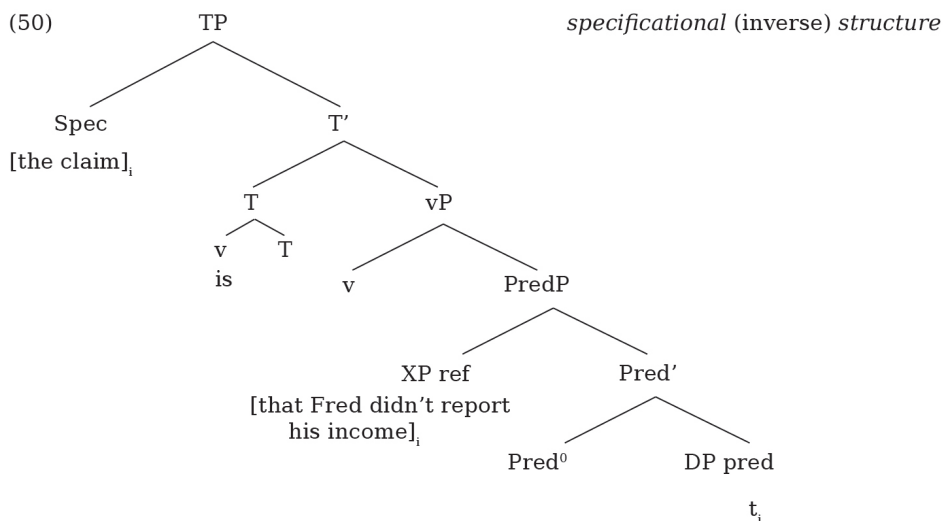 (50) TP specificational (inverse) structure
Spec T’
[the claim]i
T vP
v T
is v PredP
XP ref Pred’
[that Fred didn’t report
his income]i
Pred⁰ DP pred
ti